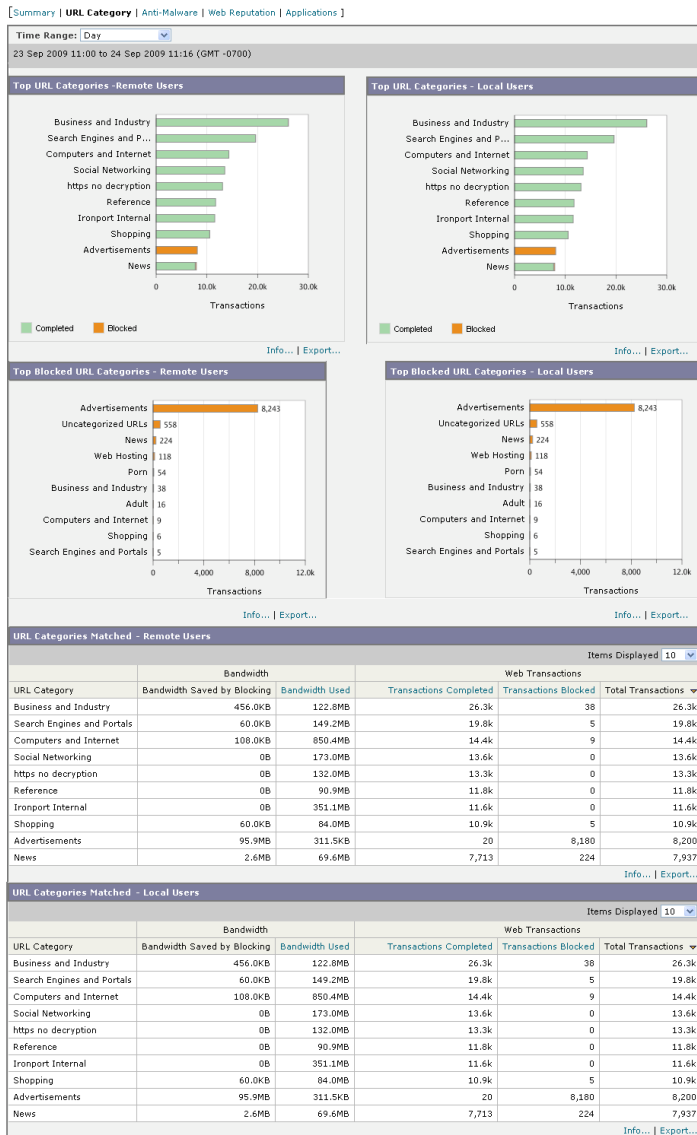 [Summary | URL Category | Anti-Malware | Web Reputation | Applications ]
Time Range: Day
23 Sep 2009 11:00 to 24 Sep 2009 11:16 (GMT -0700)
Top URL Categories -Remote Users
Business and Industry
Search Engines and P...
Computers and Internet
Social Networking
https no decryption
Reference
Ironport Internal
Shopping
Advertisements
News
0 10.0k 20.0k 30.0k
Transactions
Completed Blocked
Info... | Export...
Top URL Categories - Local Users
Business and Industry
Search Engines and P...
Computers and Internet
Social Networking
https no decryption
Reference
Ironport Internal
Shopping
Advertisements
News
0 10.0k 20.0k 30.0k
Transactions
Completed Blocked
Info... | Export...
Top Blocked URL Categories - Remote Users
Advertisements 8,243
Uncategorized URLs 558
News 224
Web Hosting 118
Porn 54
Business and Industry 38
Adult 16
Computers and Internet 9
Shopping 6
Search Engines and Portals 5
0 4,000 8,000 12.0k
Transactions
Info... | Export...
Top Blocked URL Categories - Local Users
Advertisements 8,243
Uncategorized URLs 558
News 224
Web Hosting 118
Porn 54
Business and Industry 38
Adult 16
Computers and Internet 9
Shopping 6
Search Engines and Portals 5
0 4,000 8,000 12.0k
Transactions
Info... | Export...
URL Categories Matched - Remote Users
Items Displayed 10
Bandwidth Web Transactions
URL Category Bandwidth Saved by Blocking Bandwidth Used Transactions Completed Transactions Blocked Total Transactions
Business and Industry 456.0KB 122.8MB 26.3k 38 26.3k
Search Engines and Portals 60.0KB 149.2MB 19.8k 5 19.8k
Computers and Internet 108.0KB 850.4MB 14.4k 9 14.4k
Social Networking 0B 173.0MB 13.6k 0 13.6k
https no decryption 0B 132.0MB 13.3k 0 13.3k
Reference 0B 90.9MB 11.8k 0 11.8k
Ironport Internal 0B 351.1MB 11.6k 0 11.6k
Shopping 60.0KB 84.0MB 10.9k 5 10.9k
Advertisements 95.9MB 311.5KB 20 8,180 8,200
News 2.6MB 69.6MB 7,713 224 7,937
Info... | Export...
URL Categories Matched - Local Users
Items Displayed 10
Bandwidth Web Transactions
URL Category Bandwidth Saved by Blocking Bandwidth Used Transactions Completed Transactions Blocked Total Transactions
Business and Industry 456.0KB 122.8MB 26.3k 38 26.3k
Search Engines and Portals 60.0KB 149.2MB 19.8k 5 19.8k
Computers and Internet 108.0KB 850.4MB 14.4k 9 14.4k
Social Networking 0B 173.0MB 13.6k 0 13.6k
https no decryption 0B 132.0MB 13.3k 0 13.3k
Reference 0B 90.9MB 11.8k 0 11.8k
Ironport Internal 0B 351.1MB 11.6k 0 11.6k
Shopping 60.0KB 84.0MB 10.9k 5 10.9k
Advertisements 95.9MB 311.5KB 20 8,180 8,200
News 2.6MB 69.6MB 7,713 224 7,937
Info... | Export...